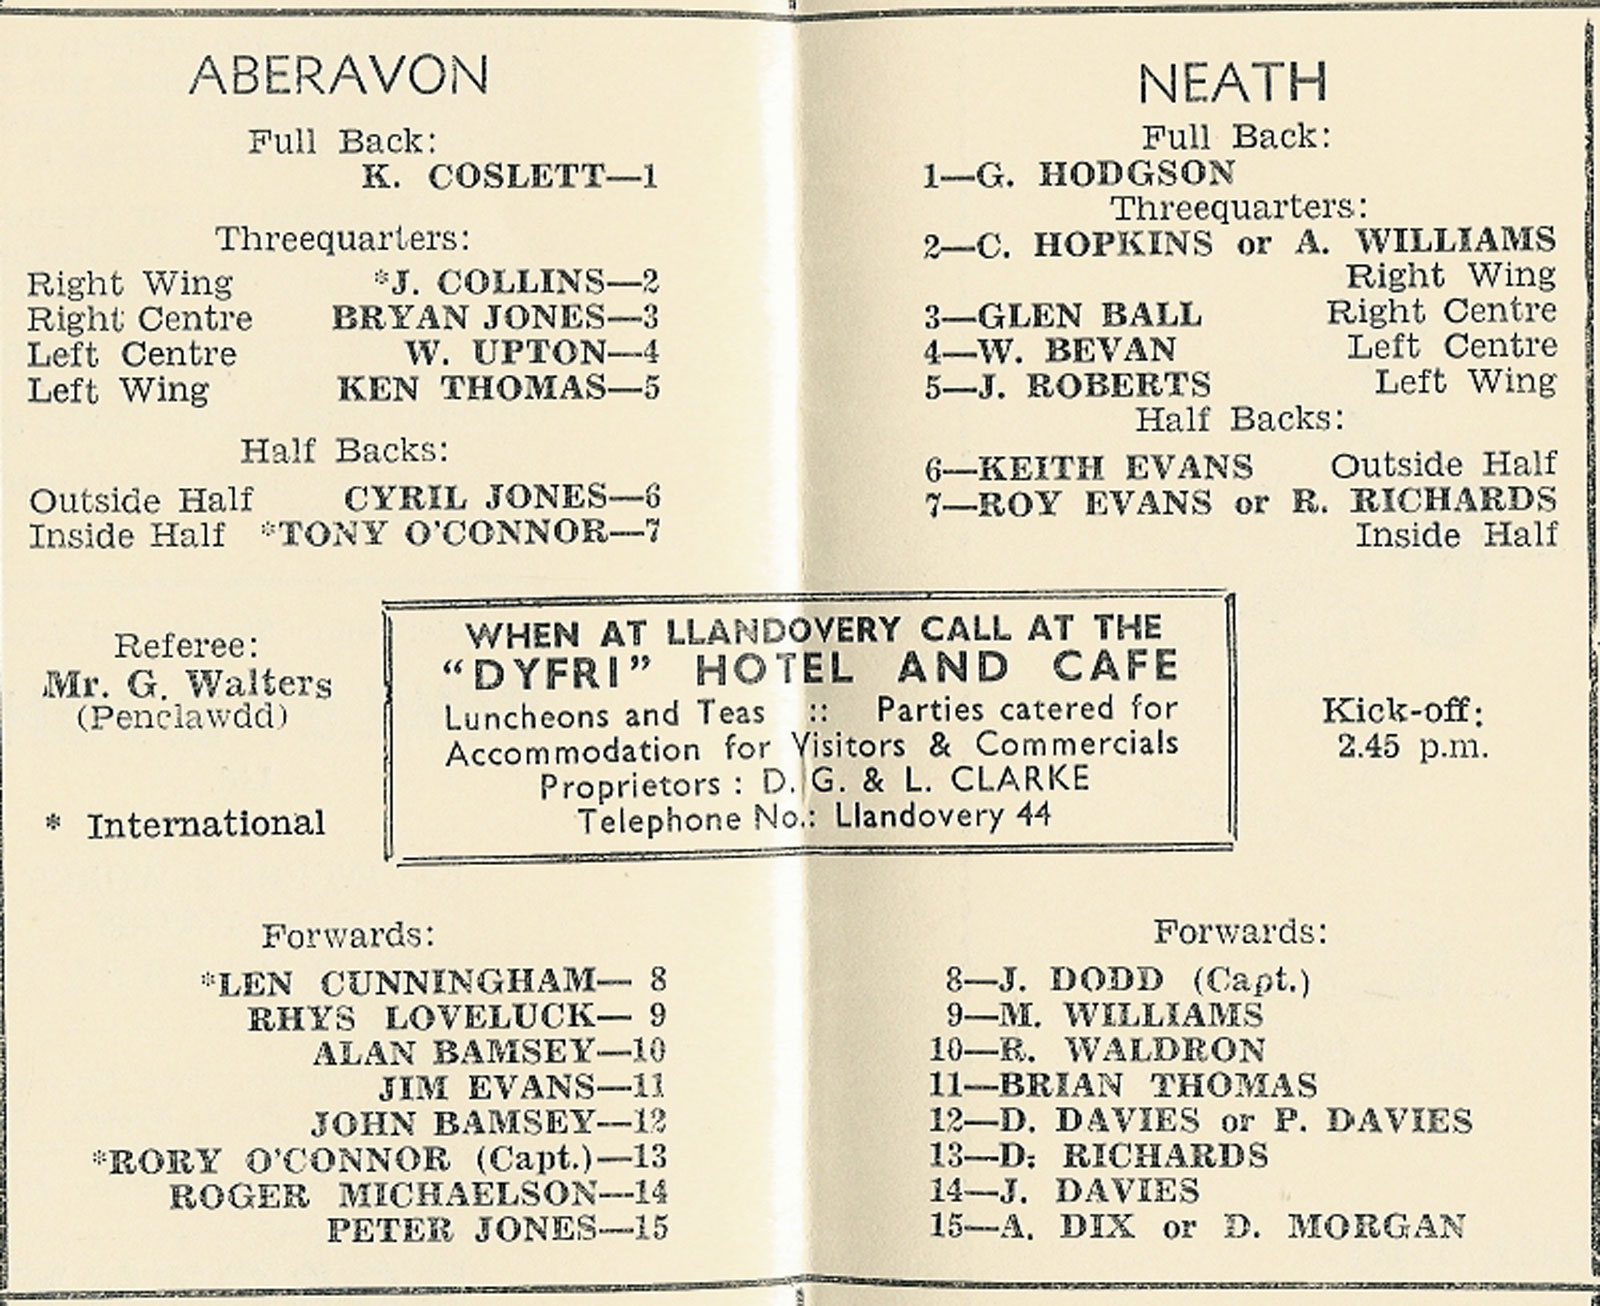 ABERAVON
Full Back:
K. COSLETT—1
Threequarters:
Right Wing *J. COLLINS—2
Right Centre BRYAN JONES—3
Left Centre W. UPTON—4
Left Wing KEN THOMAS—5
Half Backs:
Outside Half CYRIL JONES—6
Inside Half *TONY O'CONNOR—7
NEATH
Full Back:
1—G. HODGSON
Threequarters:
2—C. HOPKINS or A. WILLIAMS
Right Wing
3—GLEN BALL Right Centre
4—W. BEVAN Left Centre
5—J. ROBERTS Left Wing
Half Backs:
6—KEITH EVANS Outside Half
7—ROY EVANS or R. RICHARDS
Inside Half
Referee:
Mr. G. Walters
(Penclawdd)
* International
WHEN AT LLANDOVERY CALL AT THE
"DYFRI" HOTEL AND CAFE
Luncheons and Teas :: Parties catered for
Accommodation for Visitors & Commercials
Proprietors : D. G. & L. CLARKE
Telephone No.: Llandovery 44
Kick-off:
2.45 p.m.
Forwards:
*LEN CUNNINGHAM— 8
RHYS LOVELUCK— 9
ALAN BAMSEY—10
JIM EVANS—11
JOHN BAMSEY—12
*RORY O'CONNOR (Capt.)—13
ROGER MICHAELSON—14
PETER JONES—15
Forwards:
8—J. DODD (Capt.)
9—M. WILLIAMS
10—R. WALDRON
11—BRIAN THOMAS
12—D. DAVIES or P. DAVIES
13—D. RICHARDS
14—J. DAVIES
15—A. DIX or D. MORGAN